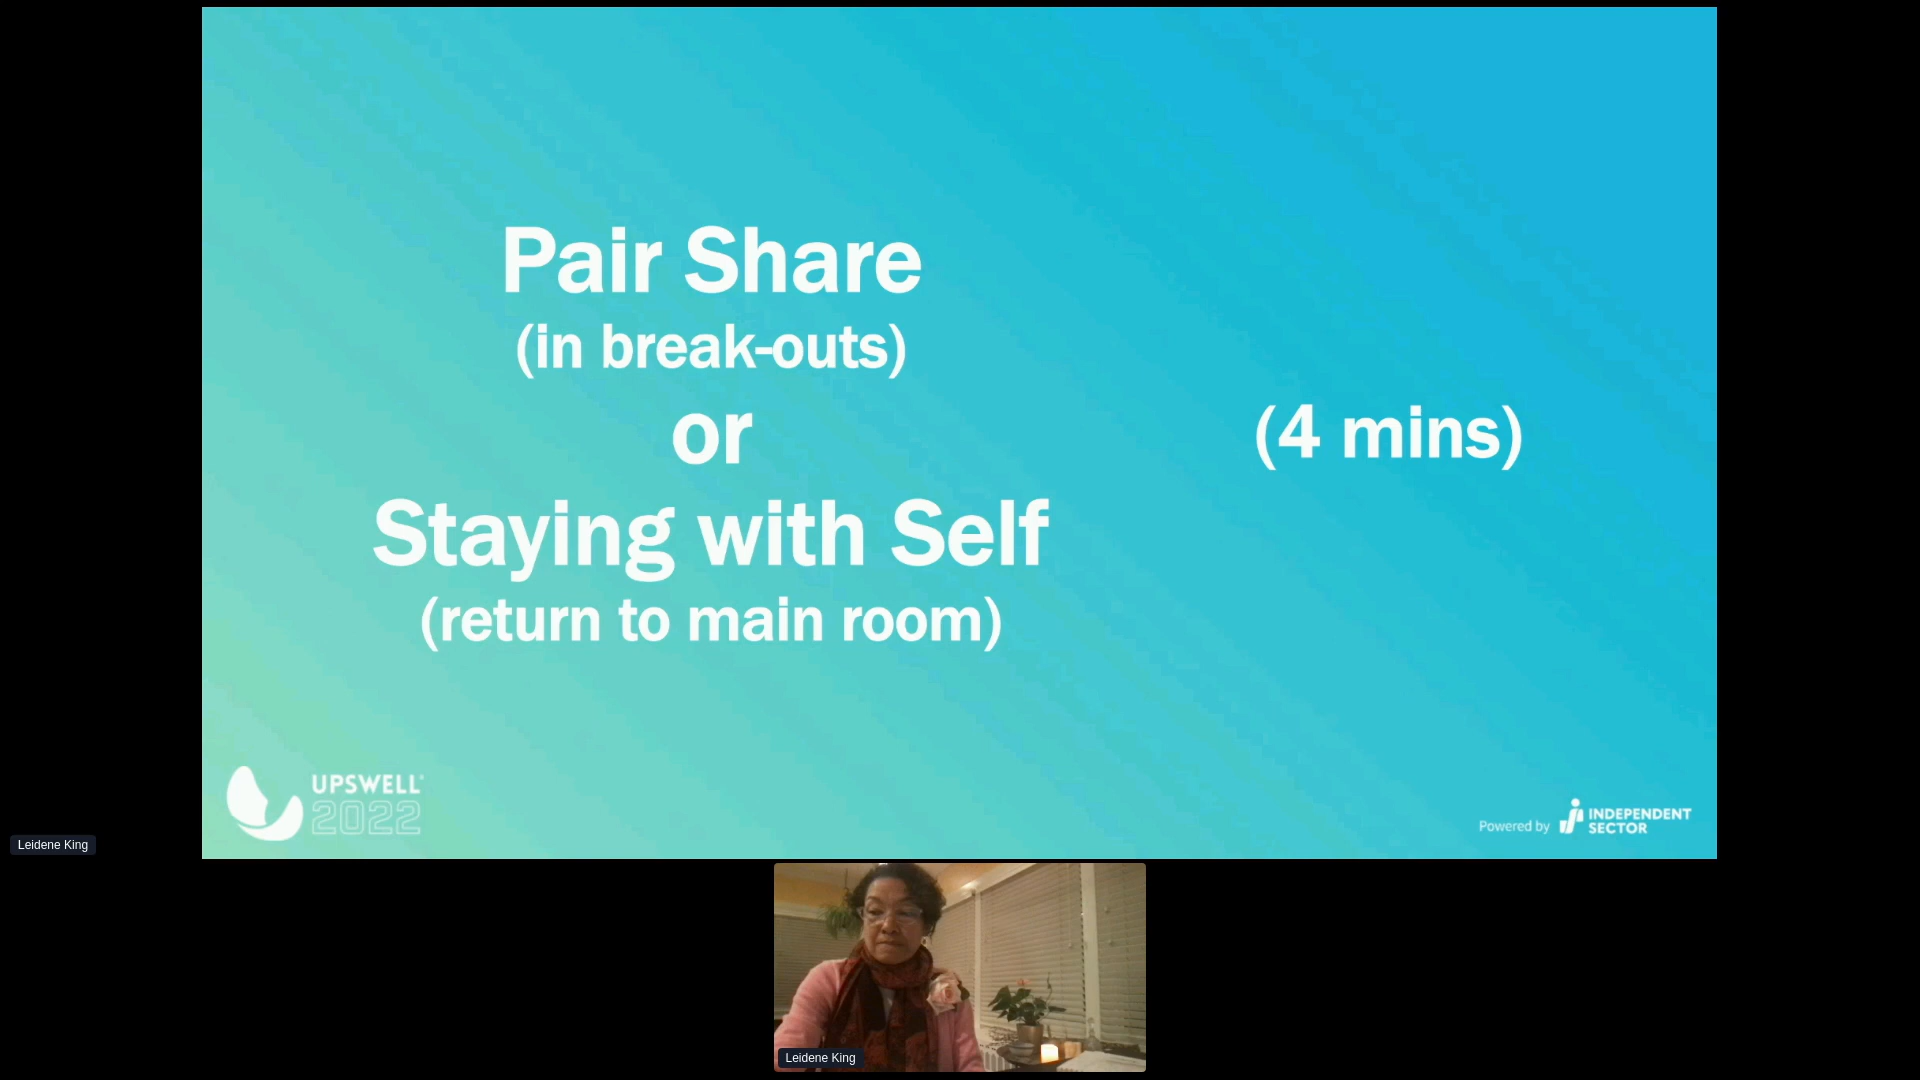 Pair Share
(in break-outs)
or
Staying with Self
(return to main room)
(4 mins)
UPSWELL
2022
Powered by INDEPENDENT
SECTOR
Leidene King
Leidene King